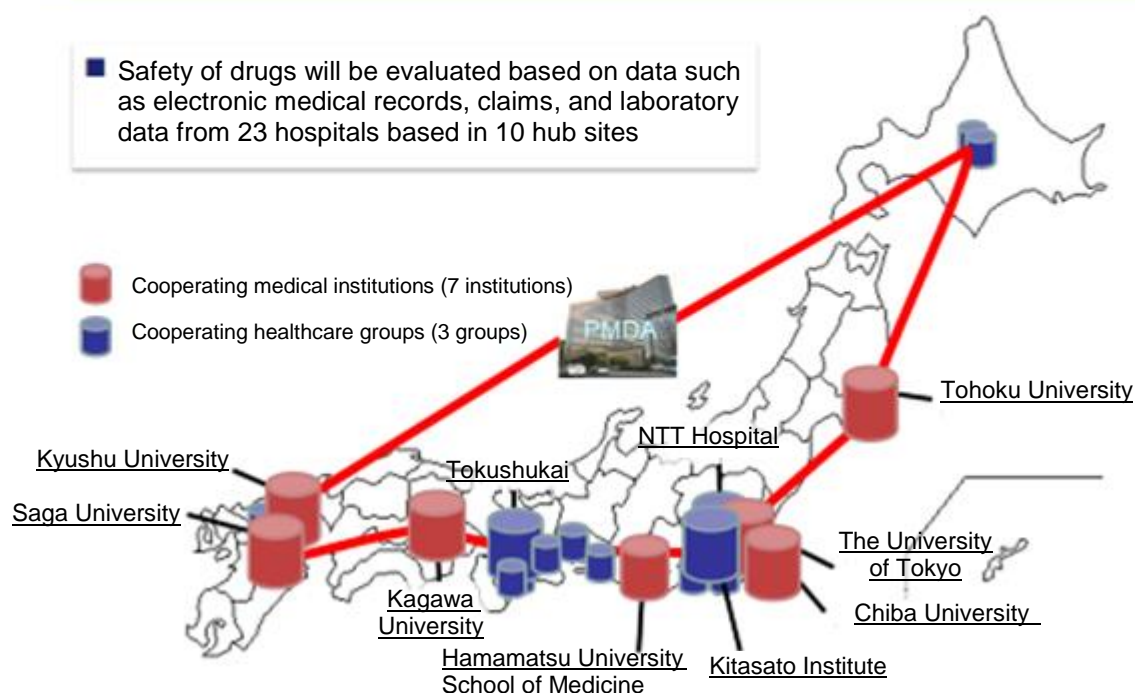 Safety of drugs will be evaluated based on data such
as electronic medical records, claims, and laboratory
data from 23 hospitals based in 10 hub sites
Cooperating medical institutions (7 institutions)
Cooperating healthcare groups (3 groups)
PMDA
Tohoku University
NTT Hospital
Kyushu University
Tokushukai
Saga University
The University
of Tokyo
Kagawa
University
Chiba University
Hamamatsu University
School of Medicine
Kitasato Institute